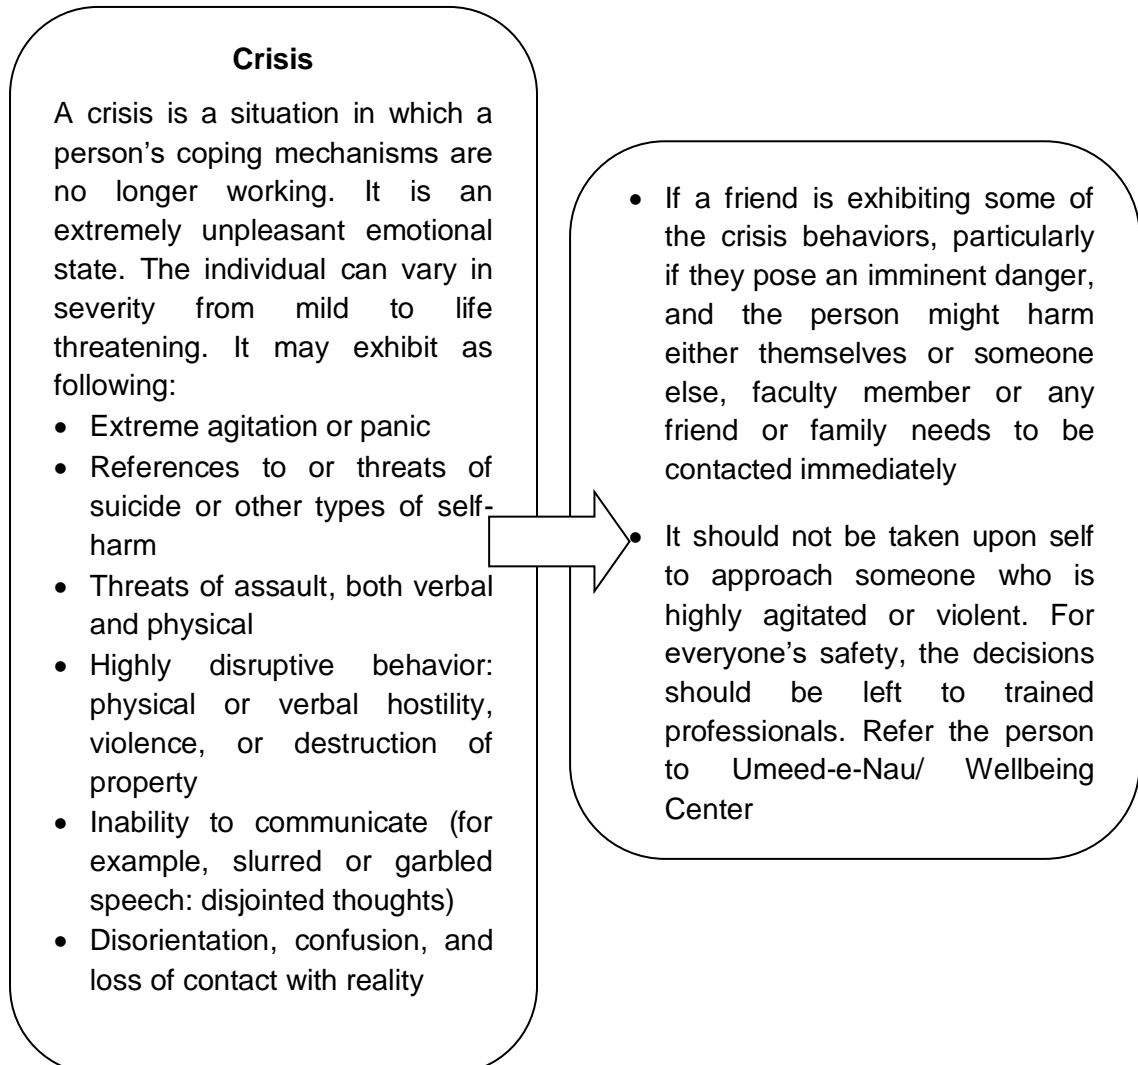 Crisis
A crisis is a situation in which a
person’s coping mechanisms are
no longer working. It is an
extremely unpleasant emotional
state. The individual can vary in
severity from mild to life
threatening. It may exhibit as
following:
• Extreme agitation or panic
• References to or threats of
suicide or other types of self-
harm
• Threats of assault, both verbal
and physical
• Highly disruptive behavior:
physical or verbal hostility,
violence, or destruction of
property
• Inability to communicate (for
example, slurred or garbled
speech: disjointed thoughts)
• Disorientation, confusion, and
loss of contact with reality
• If a friend is exhibiting some of
the crisis behaviors, particularly
if they pose an imminent danger,
and the person might harm
either themselves or someone
else, faculty member or any
friend or family needs to be
contacted immediately
• It should not be taken upon self
to approach someone who is
highly agitated or violent. For
everyone’s safety, the decisions
should be left to trained
professionals. Refer the person
to Umeed-e-Nau/ Wellbeing
Center